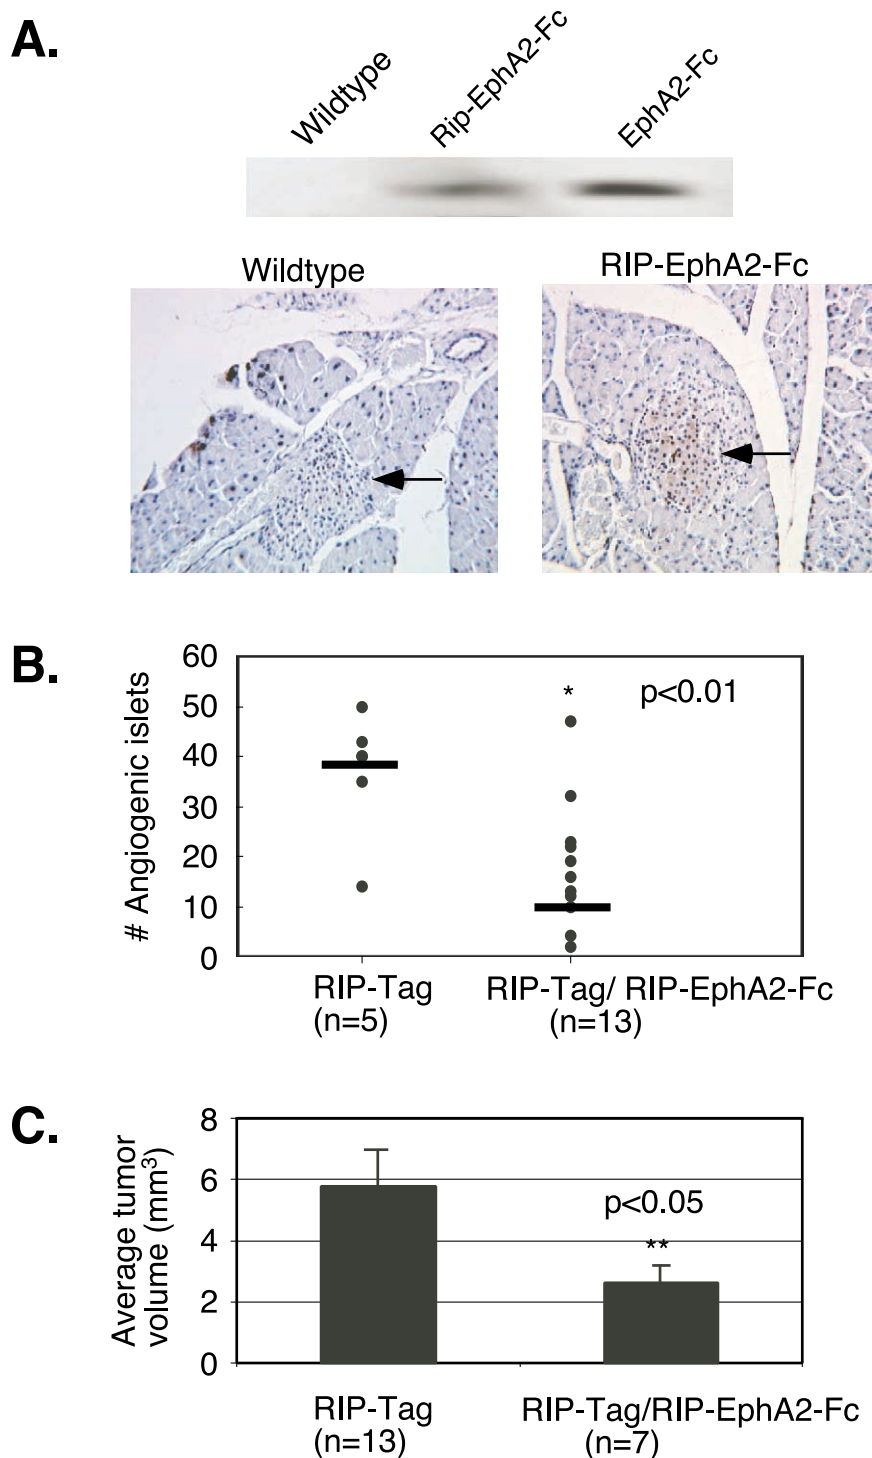 A.
Wildtype
Rip-EphA2-Fc
EphA2-Fc
Wildtype
RIP-EphA2-Fc
B.
# Angiogenic islets
60
50
40
30
20
10
0
*
p<0.01
RIP-Tag
(n=5)
RIP-Tag/ RIP-EphA2-Fc
(n=13)
C.
Average tumor
volume (mm³)
8
6
4
2
0
p<0.05
**
RIP-Tag
(n=13)
RIP-Tag/RIP-EphA2-Fc
(n=7)